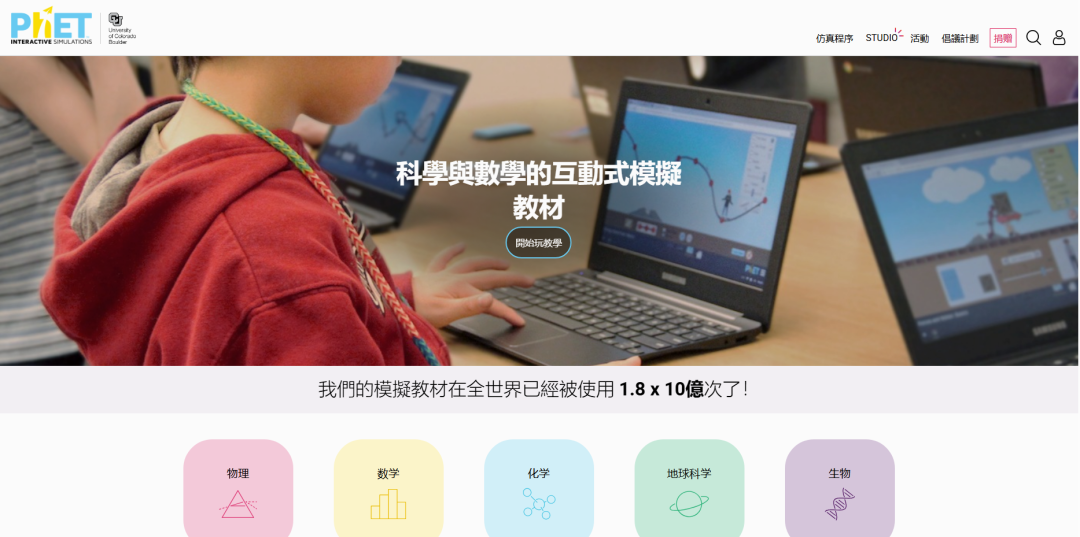 PhET
INTERACTIVE SIMULATIONS
University
of Colorado
Boulder
仿真程序 STUDIO 活動 倡議計劃 捐贈
科學與數學的互動式模擬
教材
開始玩教學
SAMSUNG
我們的模擬教材在全世界已經被使用 1.8 x 10億次了!
物理 数学 化学 地球科学 生物